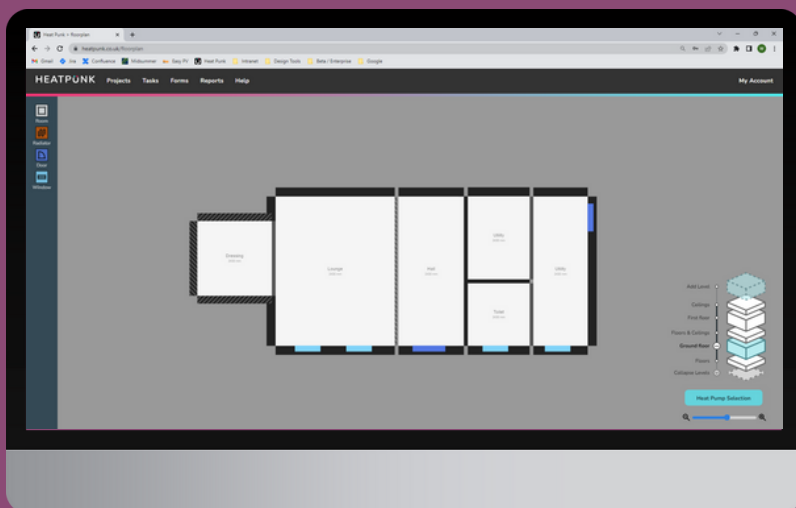 Heat Punk - Floorplan
heatpunk.co.uk/floorplan
Gmail Jira Confluence Midsummer Easy PV Heat Punk Intranet Design Tools Beta / Enterprise Google
HEATPUNK Projects Tasks Forms Reports Help My Account
Room
Radiator
Door
Window
Dressing
Lounge
Hall
Utility
Toilet
Utility
Add Level
Ceilings
First floor
Floors & Ceilings
Ground floor
Floors
Collapse Levels
Heat Pump Selection